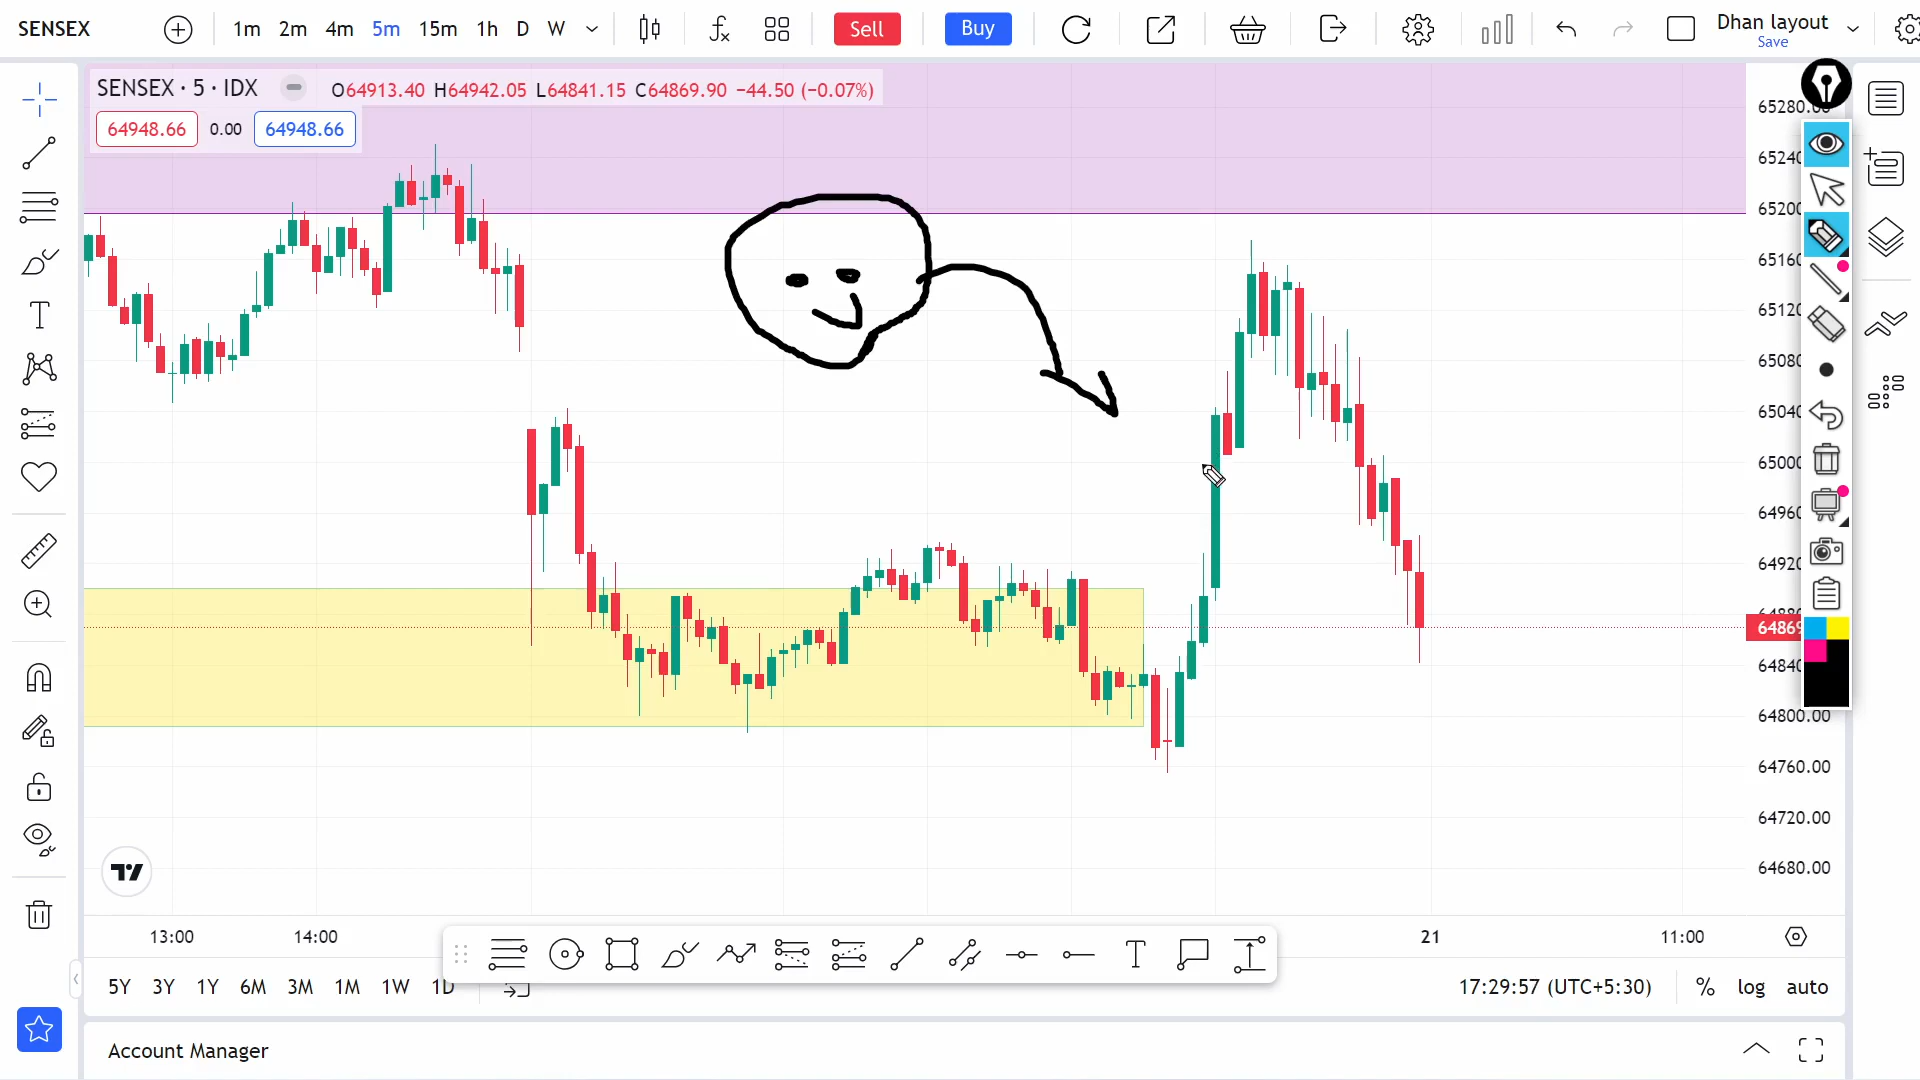 SENSEX 1m 2m 4m 5m 15m 1h D W Sell Buy Dhan layout
Save
SENSEX · 5 · IDX O64913.40 H64942.05 L64841.15 C64869.90 −44.50 (−0.07%)
64948.66 0.00 64948.66
65280.
65240
65200
65160
65120
65080
65040
65000
64960
64920
64880
64869
64840
64800.00
64760.00
64720.00
64680.00
13:00 14:00 21 11:00
T
5Y 3Y 1Y 6M 3M 1M 1W 1D 17:29:57 (UTC+5:30) % log auto
Account Manager